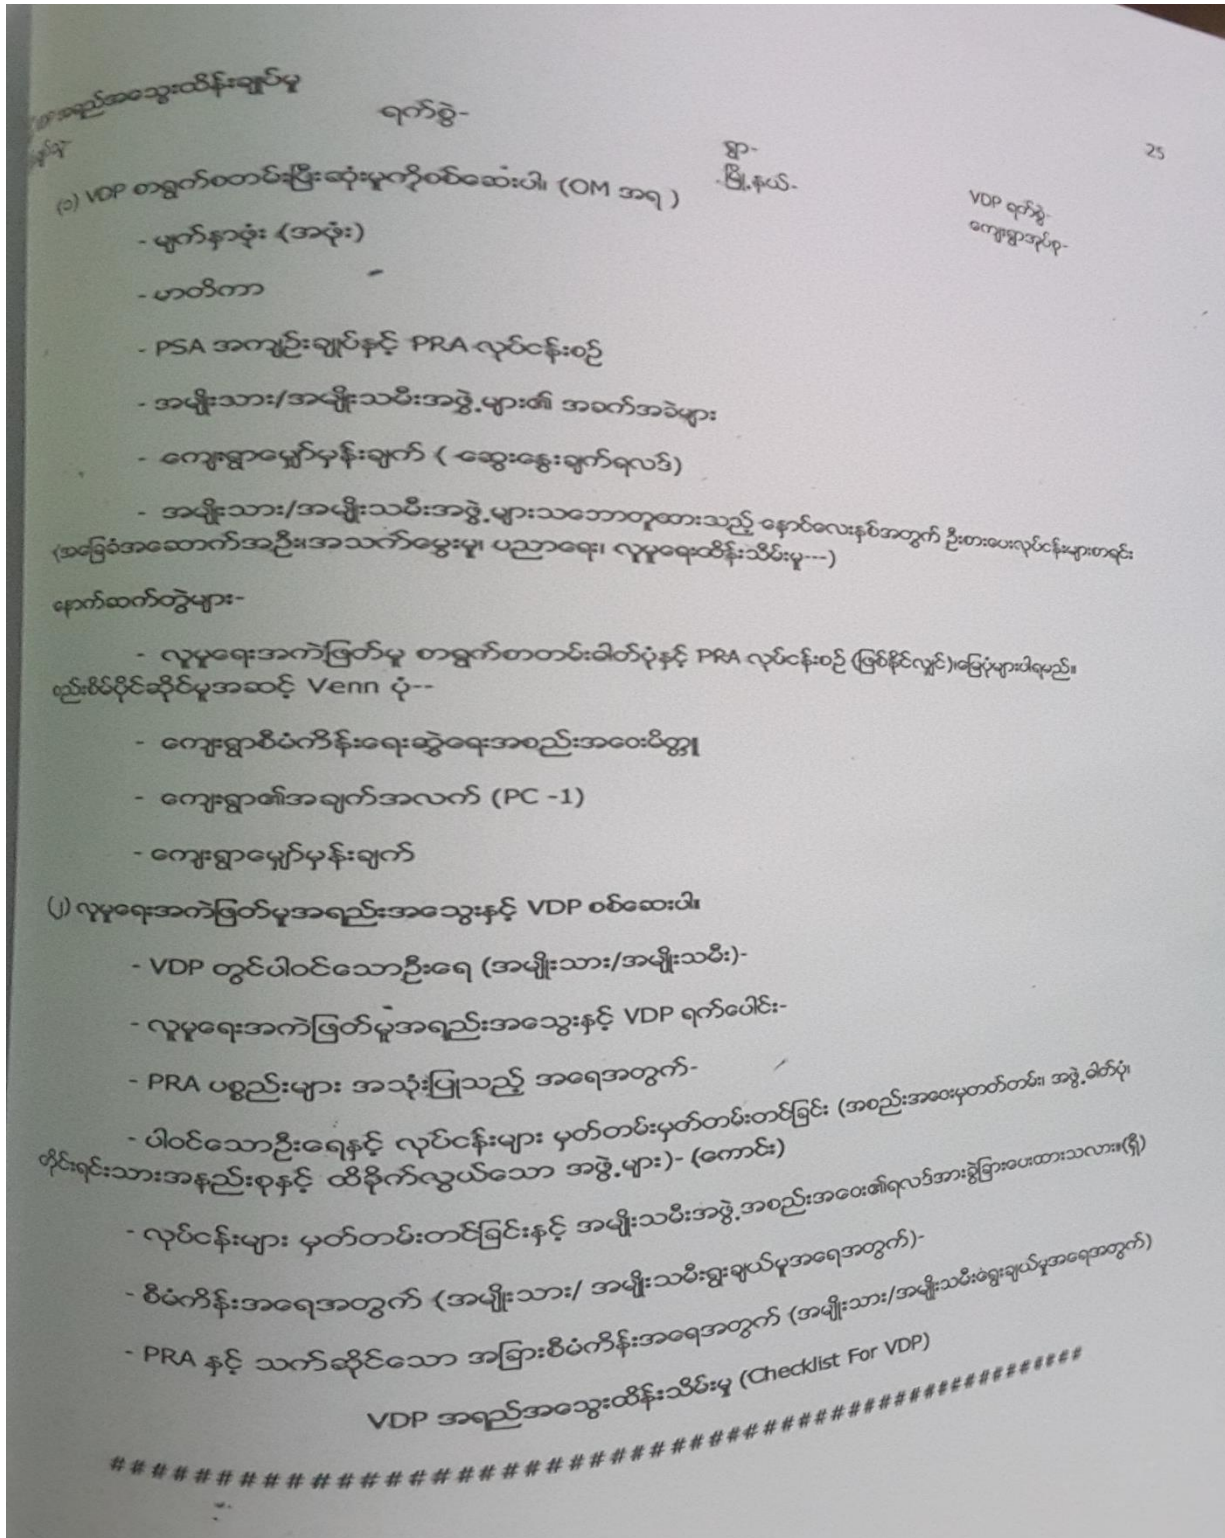 အရည်အသွေးထိန်းချုပ်မှု
ရက်စွဲ-
ရွာ-
25
-မြို့နယ်-
VDP ရက်စွဲ-
ကျေးရွာအုပ်စု-
(၁) VDP စာရွက်စတမ်းပြီးဆုံးမှုကိုစစ်ဆေးပါ၊ (OM အရ )
- မျက်နှာဖုံး (အဖုံး)
- မာတိကာ
- PSA အကျဉ်းချုပ်နှင့် PRA လုပ်ငန်းစဉ်
- အမျိုးသား/အမျိုးသမီးအဖွဲ့များ၏ အခက်အခဲများ
- ကျေးရွာမျှော်မှန်းချက် ( ဆွေးနွေးချက်ရလဒ်)
- အမျိုးသား/အမျိုးသမီးအဖွဲ့များသဘောတူထားသည့် နှောင်လေးနှစ်အတွက် ဦးစားပေးလုပ်ငန်းများစာရင်း
(အခြေခံအဆောက်အဦး၊အသက်မွေးမှု၊ ပညာရေး၊ လူမှုရေးထိန်းသိမ်းမှု---)
နောက်ဆက်တွဲများ-
- လူမှုရေးအကဲဖြတ်မှု စာရွက်စာတမ်းဓါတ်ပုံနှင့် PRA လုပ်ငန်းစဉ် (ဖြစ်နိုင်လျှင်)၊မြေပုံများပါရမည်။
စည်းစိမ်ပိုင်ဆိုင်မှုအဆင့် Venn ပုံ--
- ကျေးရွာစီမံကိန်းရေးဆွဲရေးအစည်းအဝေးမိတ္တူ
- ကျေးရွာ၏အချက်အလက် (PC -1)
- ကျေးရွာမျှော်မှန်းချက်
(၂) လူမှုရေးအကဲဖြတ်မှုအရည်းအသွေးနှင့် VDP စစ်ဆေးပါ။
- VDP တွင်ပါဝင်သောဦးရေ (အမျိုးသား/အမျိုးသမီး)-
- လူမှုရေးအကဲဖြတ်မှုအရည်းအသွေးနှင့် VDP ရက်ပေါင်း-
- PRA ပစ္စည်းများ အသုံးပြုသည့် အရေအတွက်-
- ပါဝင်သောဦးရေနှင့် လုပ်ငန်းများ မှတ်တမ်းမှတ်တမ်းတင်ခြင်း (အစည်းအဝေးမှတ်တတ်တမ်း၊ အဖွဲ့ဓါတ်ပုံ၊
တိုင်းရင်းသားအနည်းစုနှင့် ထိခိုက်လွယ်သော အဖွဲ့များ)- (ကောင်း)
- လုပ်ငန်းများ မှတ်တမ်းတင်ခြင်းနှင့် အမျိုးသမီးအဖွဲ့အစည်းအဝေး၏ရလဒ်အားခွဲခြားပေးထားသလား။(ရှိ)
- စီမံကိန်းအရေအတွက် (အမျိုးသား/ အမျိုးသမီးရွးချယ်မှုအရေအတွက်)-
- PRA နှင့် သက်ဆိုင်သော အခြားစီမံကိန်းအရေအတွက် (အမျိုးသား/အမျိုးသမီးရွေးချယ်မှုအရေအတွက်)
VDP အရည်အသွေးထိန်းသိမ်းမှု (Checklist For VDP)
############################################